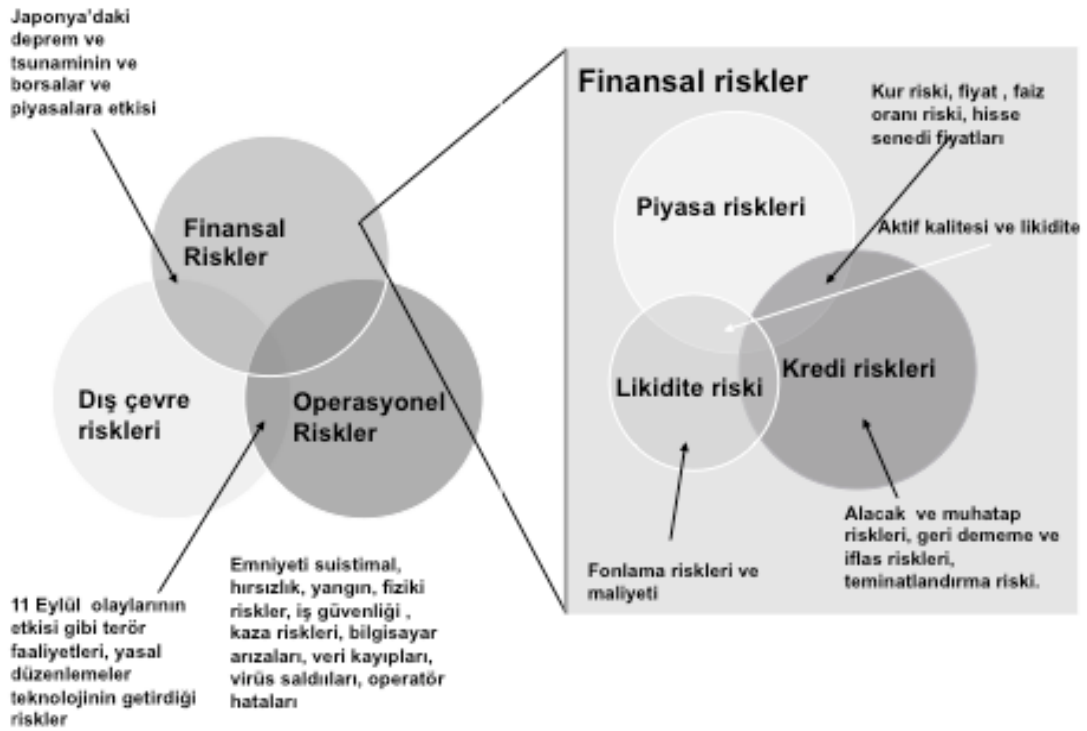 Japonya’daki
deprem ve
tsunaminin ve
borsalar ve
piyasalara etkisi
Finansal
Riskler
Dış çevre
riskleri
Operasyonel
Riskler
11 Eylül olaylarının
etkisi gibi terör
faaliyetleri, yasal
düzenlemeler
teknolojinin getirdiği
riskler
Emniyeti suistimal,
hırsızlık, yangın, fiziki
riskler, iş güvenliği ,
kaza riskleri, bilgisayar
arızaları, veri kayıpları,
virüs saldıılları, operatör
hataları
Finansal riskler
Kur riski, fiyat , faiz
oranı riski, hisse
senedi fiyatları
Piyasa riskleri
Aktif kalitesi ve likidite
Likidite riski
Kredi riskleri
Fonlama riskleri ve
maliyeti
Alacak ve muhatap
riskleri, geri dememe ve
iflas riskleri,
teminatlandırma riski.